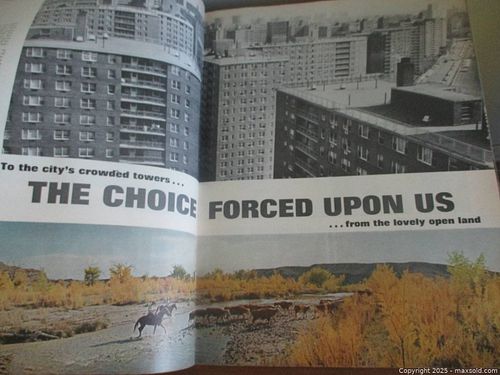 To the city's crowded towers . . .
THE CHOICE FORCED UPON US
. . . from the lovely open land
Copyright 2025 - maxsold.com